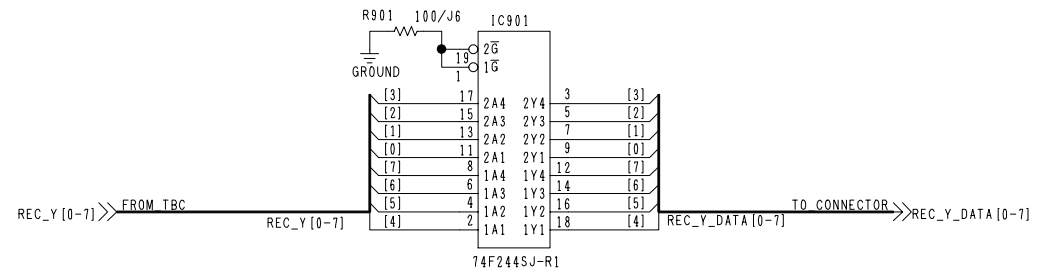 R901 100/J6 IC901
19 2G̅
GROUND 1 1G̅
[3] 17 2A4 2Y4 3 [3]
[2] 15 2A3 2Y3 5 [2]
[1] 13 2A2 2Y2 7 [1]
[0] 11 2A1 2Y1 9 [0]
[7] 8 1A4 1Y4 12 [7]
[6] 6 1A3 1Y3 14 [6]
REC_Y[0-7] FROM_TBC [5] 4 1A2 1Y2 16 [5] TO_CONNECTOR REC_Y_DATA[0-7]
REC_Y[0-7] [4] 2 1A1 1Y1 18 [4] REC_Y_DATA[0-7]
74F244SJ-R1